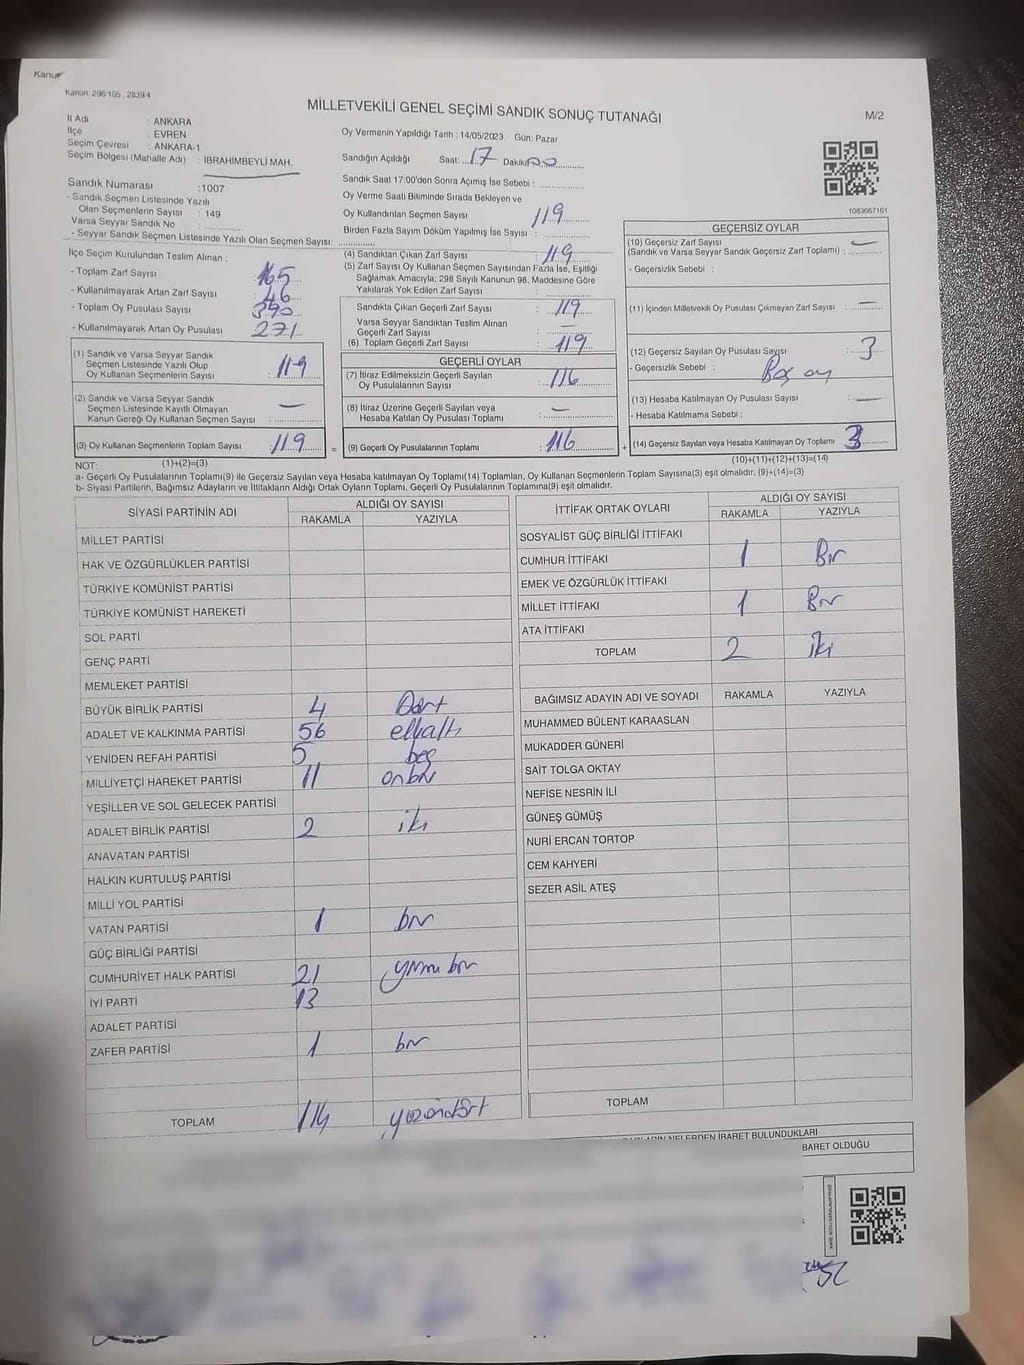 Kanun
Kanun: 298/105 , 2839/4
MİLLETVEKİLİ GENEL SEÇİMİ SANDIK SONUÇ TUTANAĞI
M/2
İl Adı : ANKARA
İlçe : EVREN
Seçim Çevresi : ANKARA-1
Seçim Bölgesi (Mahalle Adı) : İBRAHİMBEYLİ MAH.
Sandık Numarası :1007
- Sandık Seçmen Listesinde Yazılı
Olan Seçmenlerin Sayısı : 149
Varsa Seyyar Sandık No :
- Seyyar Sandık Seçmen Listesinde Yazılı Olan Seçmen Sayısı:
Oy Vermenin Yapıldığı Tarih : 14/05/2023 Gün: Pazar
Sandığın Açıldığı Saat: 17 Dakika: 00
Sandık Saat 17:00'den Sonra Açımış İse Sebebi :
Oy Verme Saati Bitiminde Sırada Bekleyen ve
Oy Kullandırılan Seçmen Sayısı 119
Birden Fazla Sayım Döküm Yapılmış İse Sayısı :
1083667161
İlçe Seçim Kurulundan Teslim Alınan :
- Toplam Zarf Sayısı 165
- Kullanılmayarak Artan Zarf Sayısı 46
- Toplam Oy Pusulası Sayısı 390
- Kullanılmayarak Artan Oy Pusulası 271
(4) Sandıktan Çıkan Zarf Sayısı : 119
(5) Zarf Sayısı Oy Kullanan Seçmen Sayısından Fazla İse, Eşitliği
Sağlamak Amacıyla; 298 Sayılı Kanunun 98. Maddesine Göre
Yakılarak Yok Edilen Zarf Sayısı :
Sandıkta Çıkan Geçerli Zarf Sayısı : 119
Varsa Seyyar Sandıktan Teslim Alınan
Geçerli Zarf Sayısı : —
(6) Toplam Geçerli Zarf Sayısı : 119
(1) Sandık ve Varsa Seyyar Sandık
Seçmen Listesinde Yazılı Olup
Oy Kullanan Seçmenlerin Sayısı : 119
(2) Sandık ve Varsa Seyyar Sandık
Seçmen Listesinde Kayıtlı Olmayan
Kanun Gereği Oy Kullanan Seçmen Sayısı : —
(3) Oy Kullanan Seçmenlerin Toplam Sayısı : 119
GEÇERLİ OYLAR
(7) İtiraz Edilmeksizin Geçerli Sayılan
Oy Pusulalarının Sayısı : 116
(8) İtiraz Üzerine Geçerli Sayılan veya
Hesaba Katılan Oy Pusulası Toplamı : —
= (9) Geçerli Oy Pusulalarının Toplamı : 116
GEÇERSİZ OYLAR
(10) Geçersiz Zarf Sayısı : —
(Sandık ve Varsa Seyyar Sandık Geçersiz Zarf Toplamı)
- Geçersizlik Sebebi :
(11) İçinden Milletvekili Oy Pusulası Çıkmayan Zarf Sayısı : —
(12) Geçersiz Sayılan Oy Pusulası Sayısı : 3
- Geçersizlik Sebebi : Boş oy
(13) Hesaba Katılmayan Oy Pusulası Sayısı : —
- Hesaba Katılmama Sebebi :
+ (14) Geçersiz Sayılan veya Hesaba Katılmayan Oy Toplamı : 3
NOT: (1)+(2)=(3)
(10)+(11)+(12)+(13)=(14)
a- Geçerli Oy Pusulalarının Toplamı(9) ile Geçersiz Sayılan veya Hesaba katılmayan Oy Toplamı(14) Toplamları, Oy Kullanan Seçmenlerin Toplam Sayısına(3) eşit olmalıdır. (9)+(14)=(3)
b- Siyasi Partilerin, Bağımsız Adayların ve İttifakların Aldığı Ortak Oyların Toplamı, Geçerli Oy Pusulalarının Toplamına(9) eşit olmalıdır.
SİYASİ PARTİNİN ADI ALDIĞI OY SAYISI
RAKAMLA YAZIYLA
MİLLET PARTİSİ
HAK VE ÖZGÜRLÜKLER PARTİSİ
TÜRKİYE KOMÜNİST PARTİSİ
TÜRKİYE KOMÜNİST HAREKETİ
SOL PARTİ
GENÇ PARTİ
MEMLEKET PARTİSİ
BÜYÜK BİRLİK PARTİSİ 4 Dört
ADALET VE KALKINMA PARTİSİ 56 ellialtı
YENİDEN REFAH PARTİSİ 5 beş
MİLLİYETÇİ HAREKET PARTİSİ 11 onbir
YEŞİLLER VE SOL GELECEK PARTİSİ
ADALET BİRLİK PARTİSİ 2 iki
ANAVATAN PARTİSİ
HALKIN KURTULUŞ PARTİSİ
MİLLİ YOL PARTİSİ
VATAN PARTİSİ 1 bir
GÜÇ BİRLİĞİ PARTİSİ
CUMHURİYET HALK PARTİSİ 21 yirmi bir
İYİ PARTİ 13
ADALET PARTİSİ
ZAFER PARTİSİ 1 bir
TOPLAM 114 yüzondört
İTTİFAK ORTAK OYLARI ALDIĞI OY SAYISI
RAKAMLA YAZIYLA
SOSYALİST GÜÇ BİRLİĞİ İTTİFAKI
CUMHUR İTTİFAKI 1 Bir
EMEK VE ÖZGÜRLÜK İTTİFAKI
MİLLET İTTİFAKI 1 Bir
ATA İTTİFAKI
TOPLAM 2 iki
BAĞIMSIZ ADAYIN ADI VE SOYADI RAKAMLA YAZIYLA
MUHAMMED BÜLENT KARAASLAN
MUKADDER GÜNERİ
SAİT TOLGA OKTAY
NEFİSE NESRİN İLİ
GÜNEŞ GÜMÜŞ
NURİ ERCAN TORTOP
CEM KAHYERİ
SEZER ASİL ATEŞ
TOPLAM
NELERDEN İBARET BULUNDUKLARI
BARET OLDUĞU